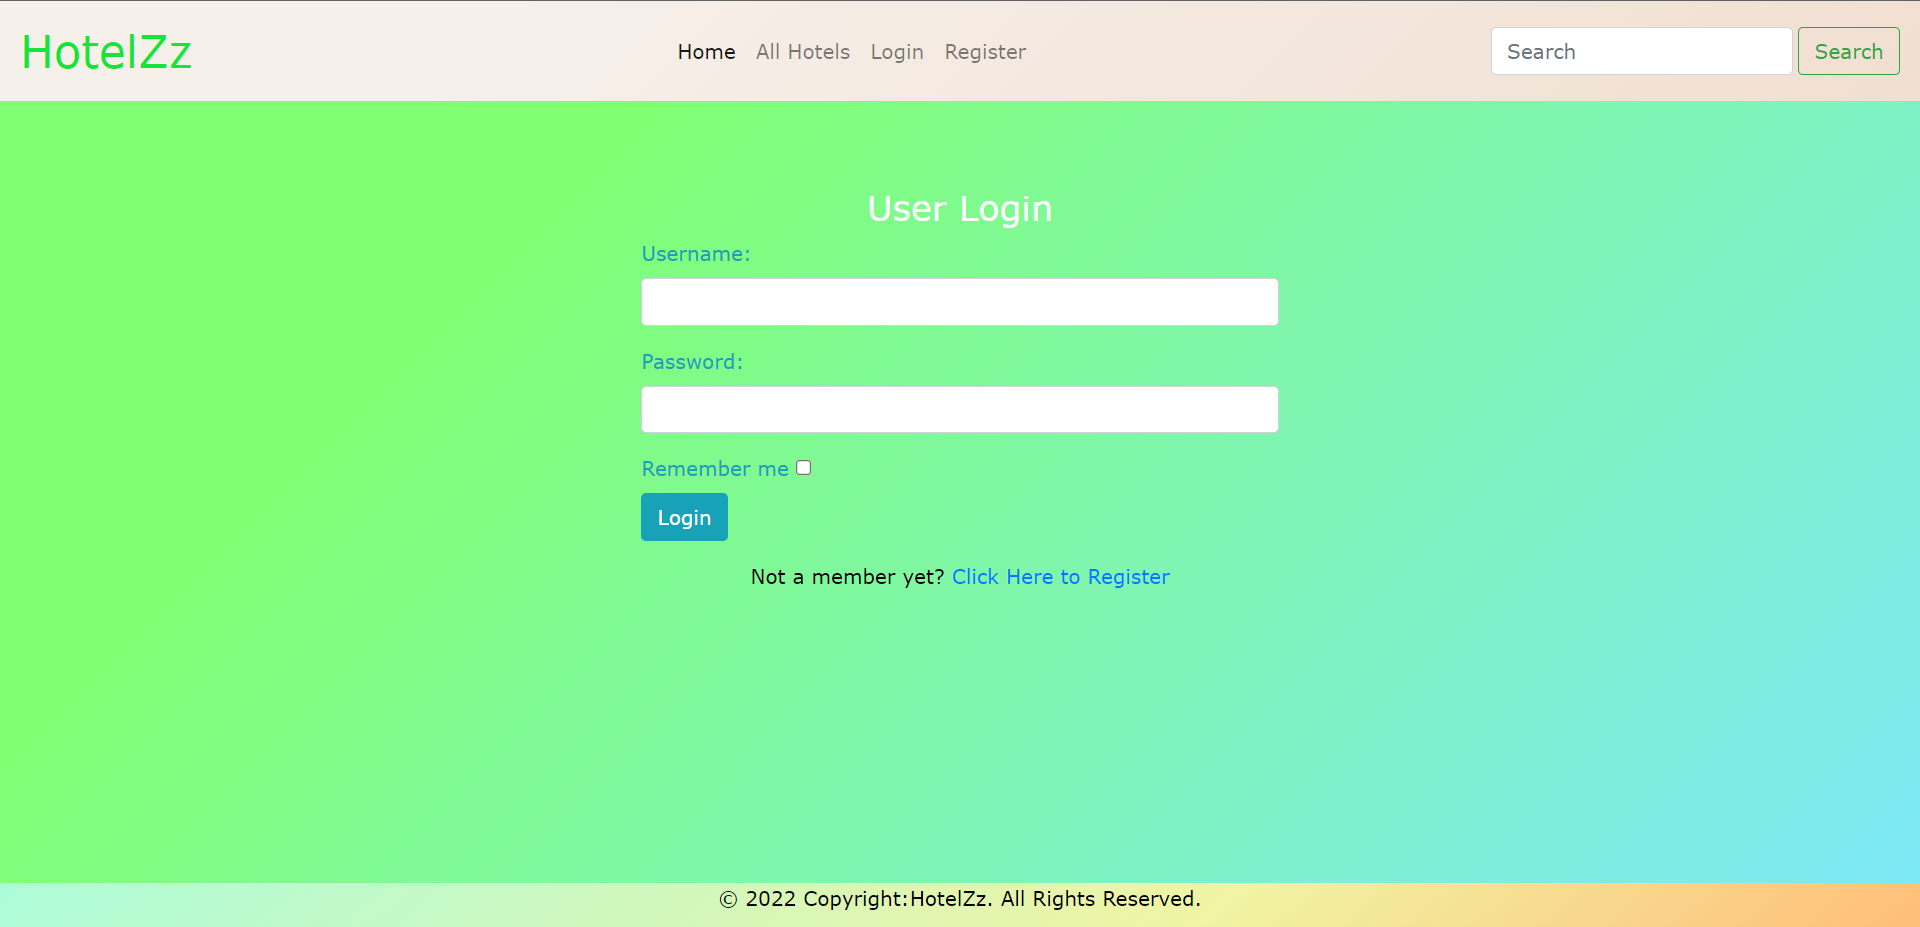 HotelZz
Home All Hotels Login Register
Search Search
User Login
Username:
Password:
Remember me
Login
Not a member yet? Click Here to Register
© 2022 Copyright:HotelZz. All Rights Reserved.